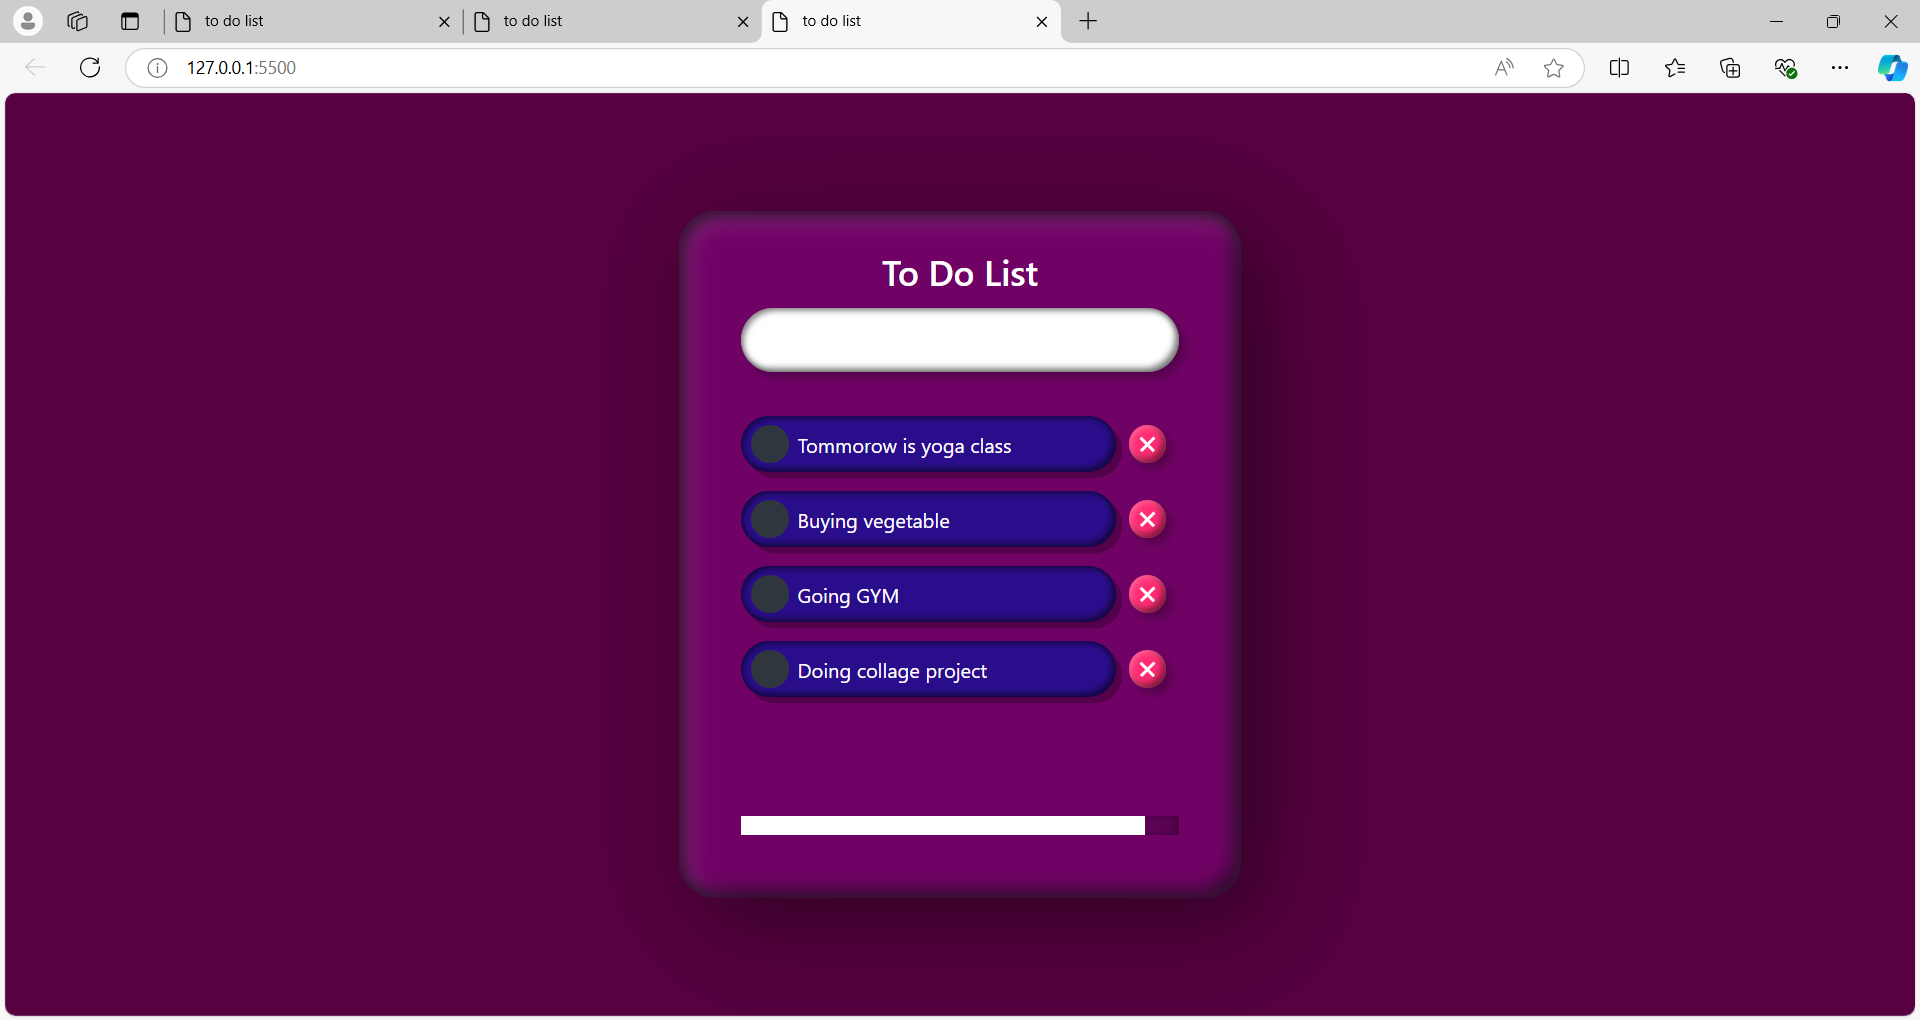 to do list
to do list
to do list
127.0.0.1:5500
To Do List
Tommorow is yoga class
Buying vegetable
Going GYM
Doing collage project